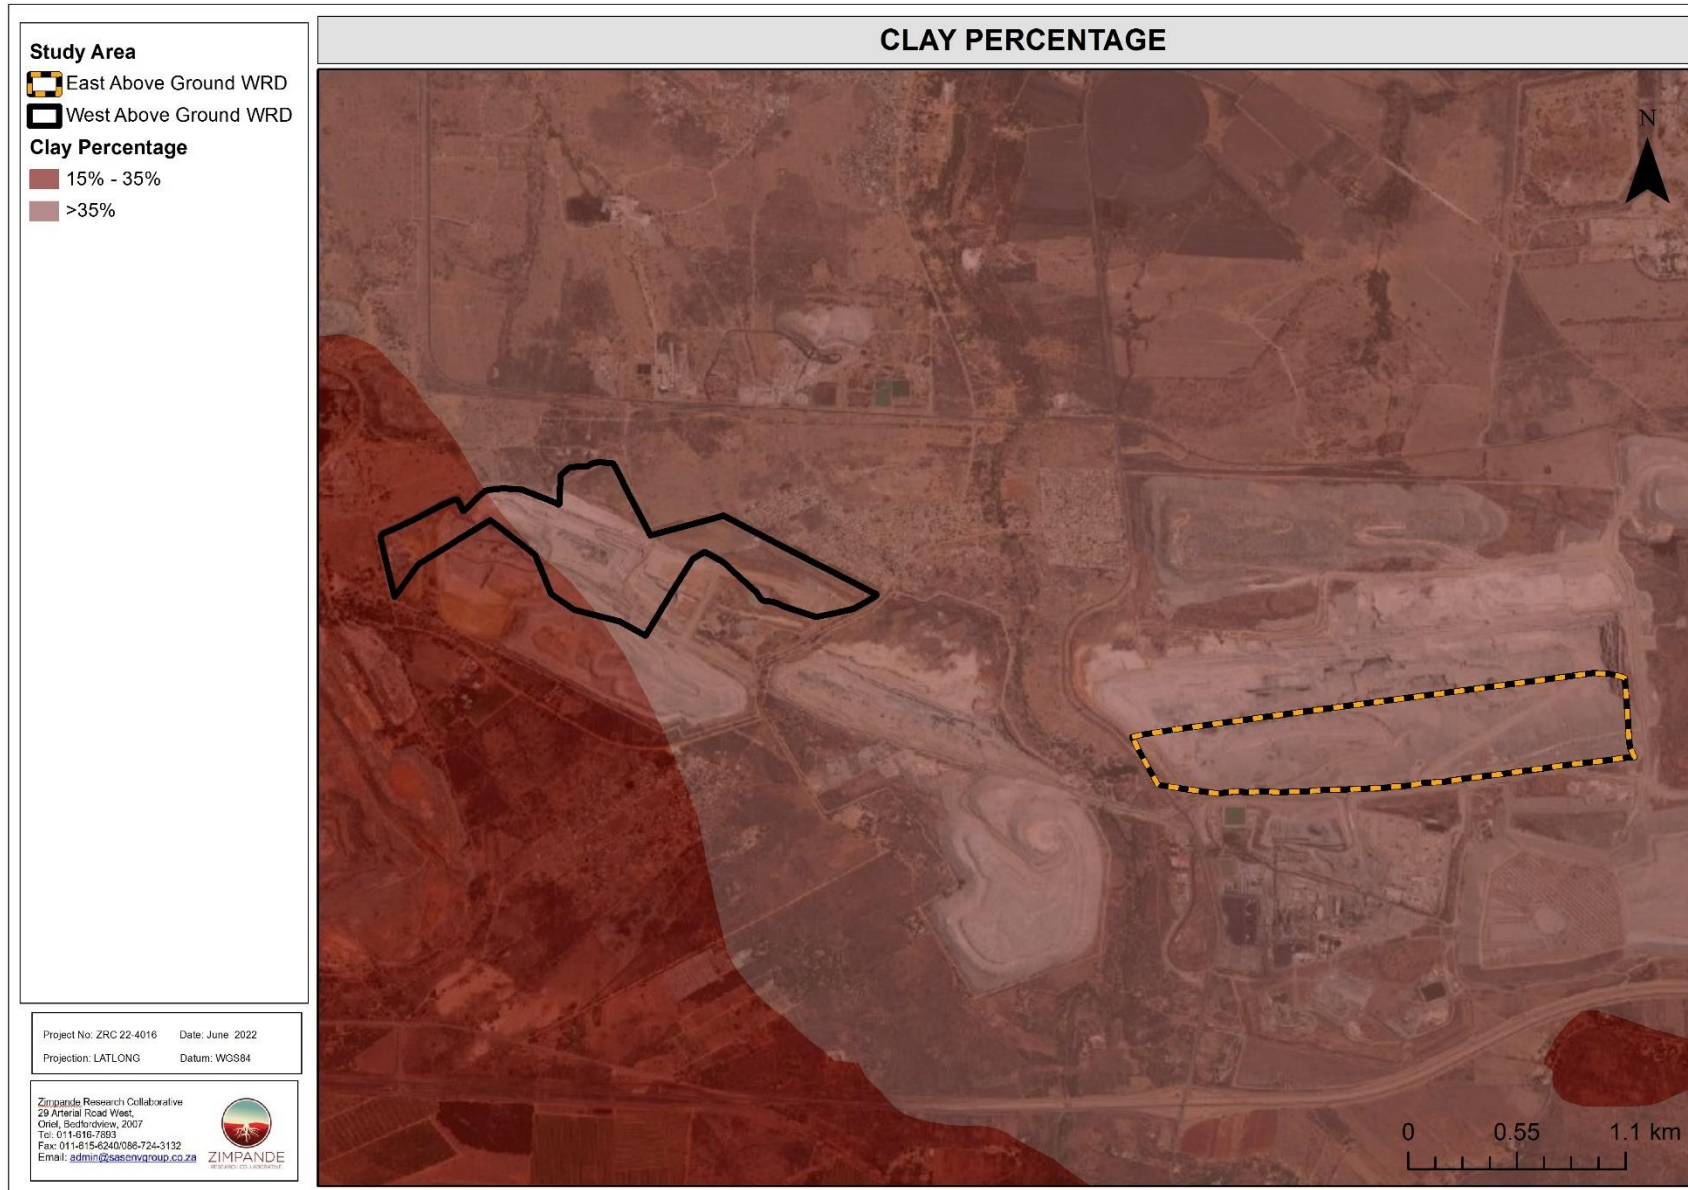 CLAY PERCENTAGE
Study Area
East Above Ground WRD
West Above Ground WRD
Clay Percentage
15% - 35%
>35%
N
0 0.55 1.1 km
Project No: ZRC 22-4016 Date: June 2022
Projection: LATLONG Datum: WGS84
Zimpande Research Collaborative
29 Arterial Road West,
Oriel, Bedfordview, 2007
Tel: 011-616-7893
Fax: 011-615-6240/086-724-3132
Email: admin@sasenvgroup.co.za
ZIMPANDE
RESEARCH COLLABORATIVE